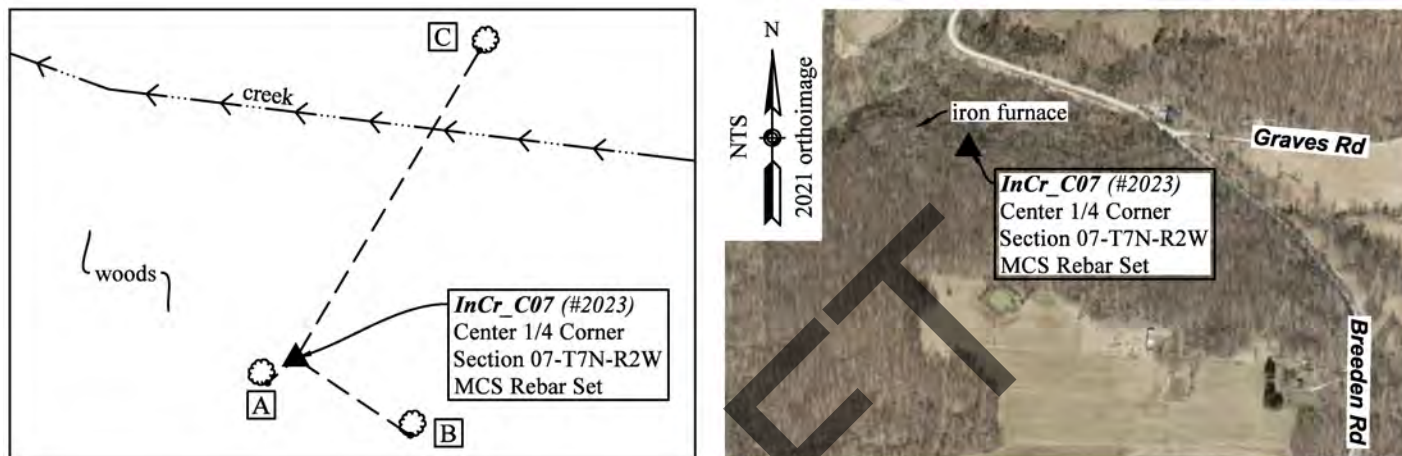 C
creek
woods
InCr_C07 (#2023)
Center 1/4 Corner
Section 07-T7N-R2W
MCS Rebar Set
A
B
N
NTS
2021 orthoimage
iron furnace
Graves Rd
InCr_C07 (#2023)
Center 1/4 Corner
Section 07-T7N-R2W
MCS Rebar Set
Breeden Rd
ET